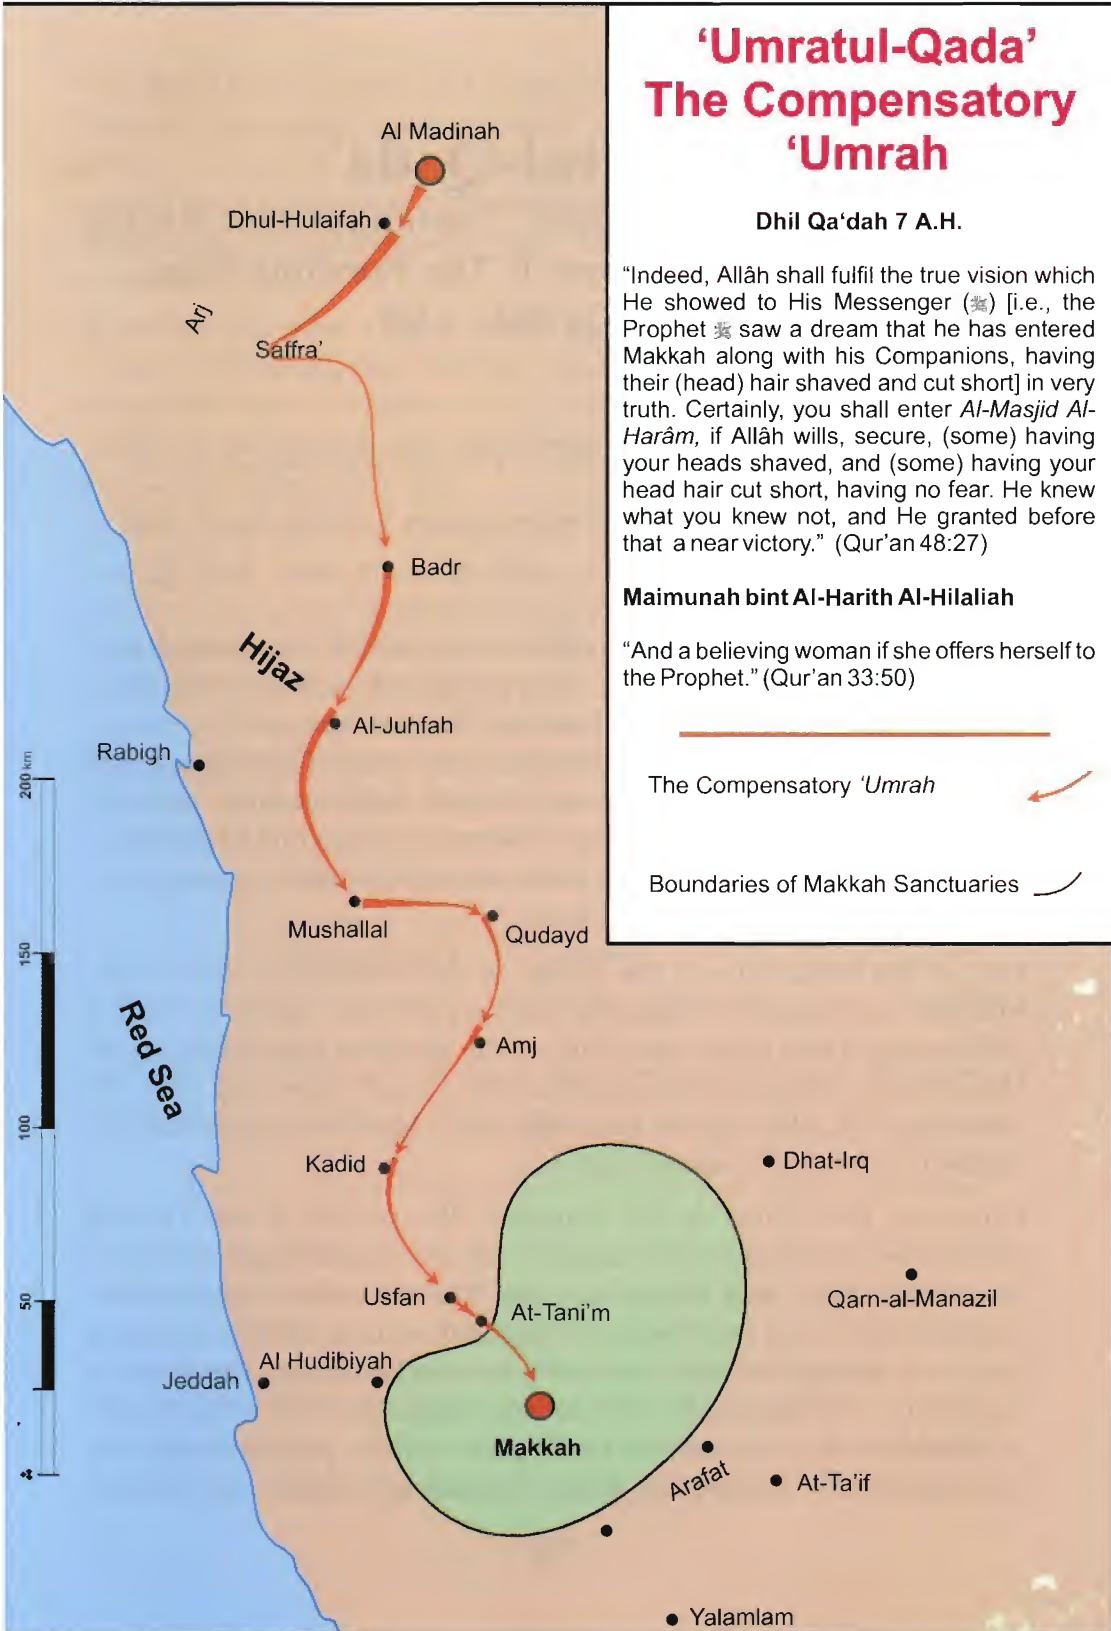 ‘Umratul-Qada’
The Compensatory
‘Umrah
Dhil Qa‘dah 7 A.H.
“Indeed, Allâh shall fulfil the true vision which
He showed to His Messenger (ﷺ) [i.e., the
Prophet ﷺ saw a dream that he has entered
Makkah along with his Companions, having
their (head) hair shaved and cut short] in very
truth. Certainly, you shall enter Al-Masjid Al-
Harâm, if Allâh wills, secure, (some) having
your heads shaved, and (some) having your
head hair cut short, having no fear. He knew
what you knew not, and He granted before
that a near victory.” (Qur’an 48:27)
Maimunah bint Al-Harith Al-Hilaliah
“And a believing woman if she offers herself to
the Prophet.” (Qur’an 33:50)
The Compensatory ‘Umrah
Boundaries of Makkah Sanctuaries
Al Madinah
Dhul-Hulaifah
Arj
Saffra’
Badr
Hijaz
Al-Juhfah
Rabigh
200 km
Mushallal
Qudayd
150
Red Sea
Amj
100
Kadid
Dhat-Irq
Qarn-al-Manazil
50
Usfan
At-Tani’m
Al Hudibiyah
Jeddah
Makkah
Arafat
At-Ta’if
Yalamlam